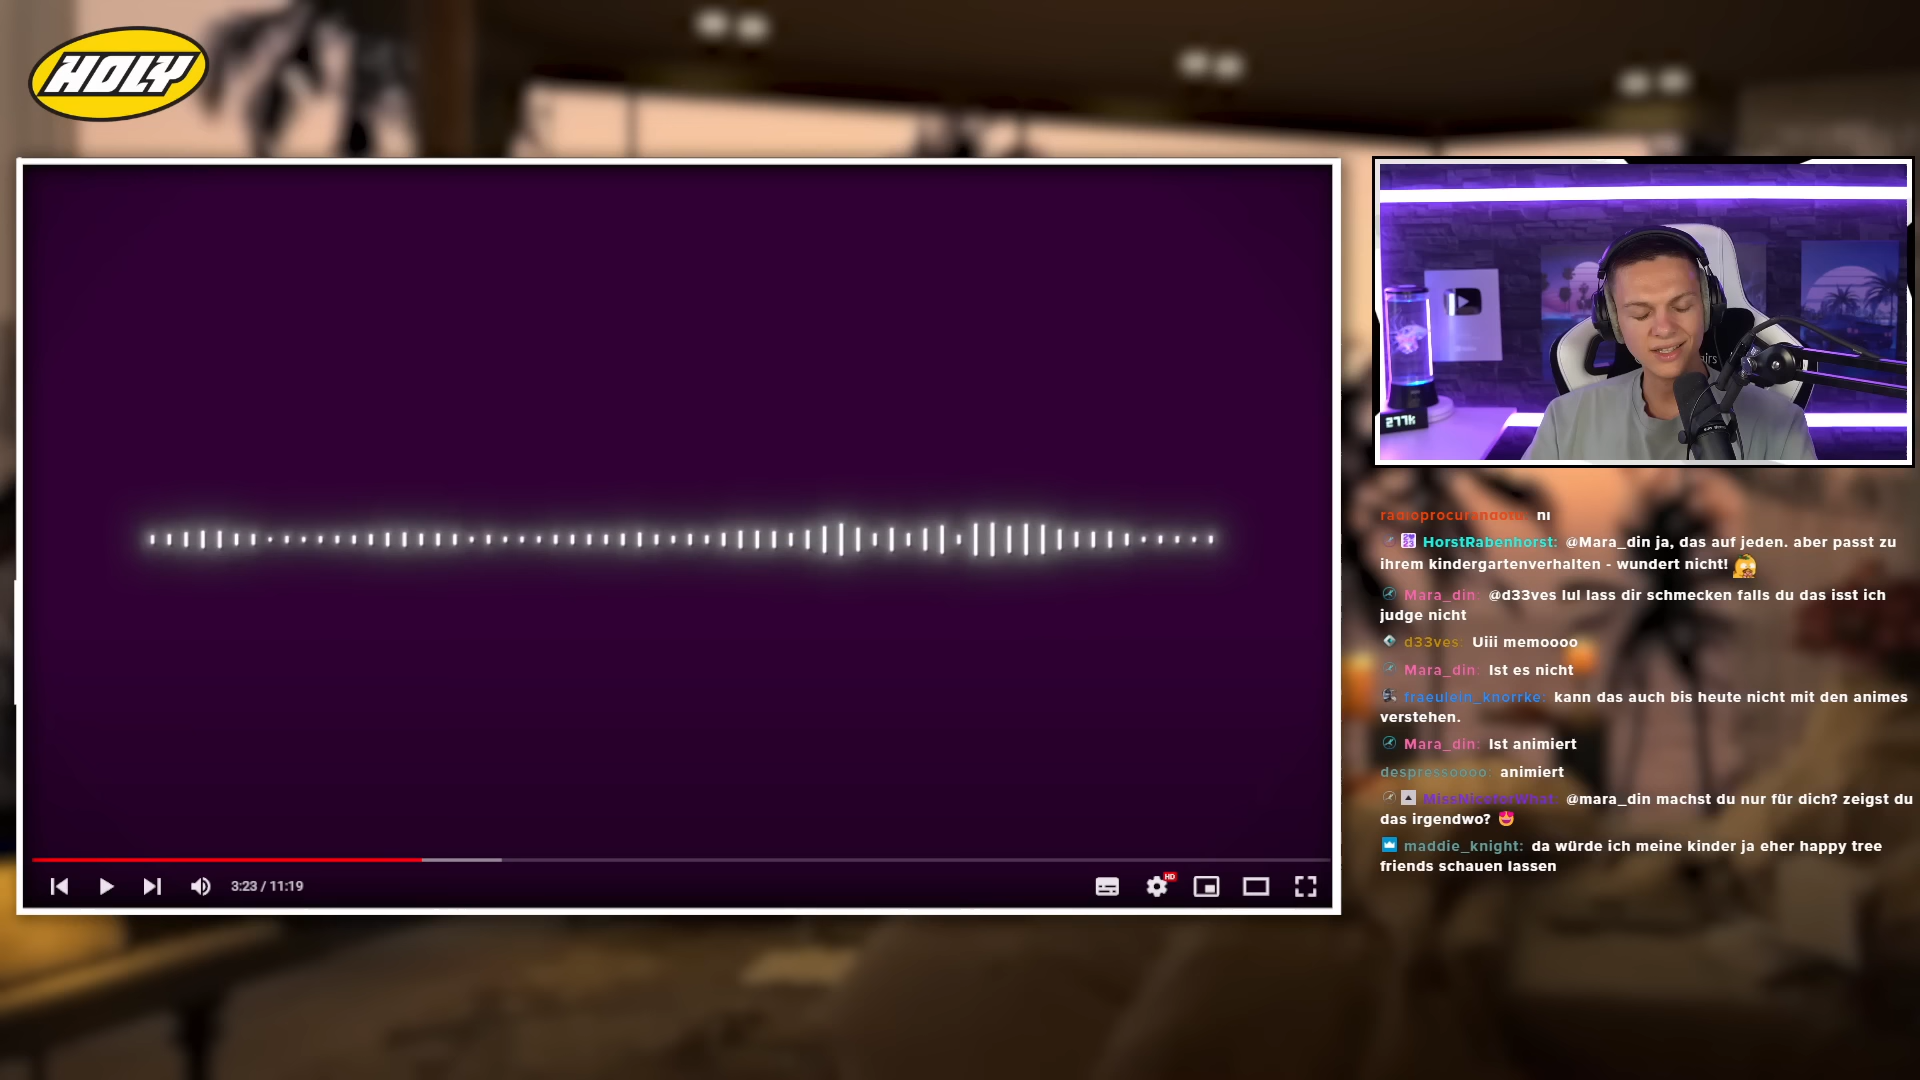 HOLY
3:23 / 11:19
HD
277k
HorstRabenhorst: @Mara_din ja, das auf jeden. aber passt zu
ihrem kindergartenverhalten - wundert nicht!
Mara_din: @d33ves lul lass dir schmecken falls du das isst ich
judge nicht
d33ves: Uiii memoooo
Mara_din: Ist es nicht
fraeulein_knorrke: kann das auch bis heute nicht mit den animes
verstehen.
Mara_din: Ist animiert
despressoooo: animiert
@mara_din machst du nur für dich? zeigst du
das irgendwo?
maddie_knight: da würde ich meine kinder ja eher happy tree
friends schauen lassen